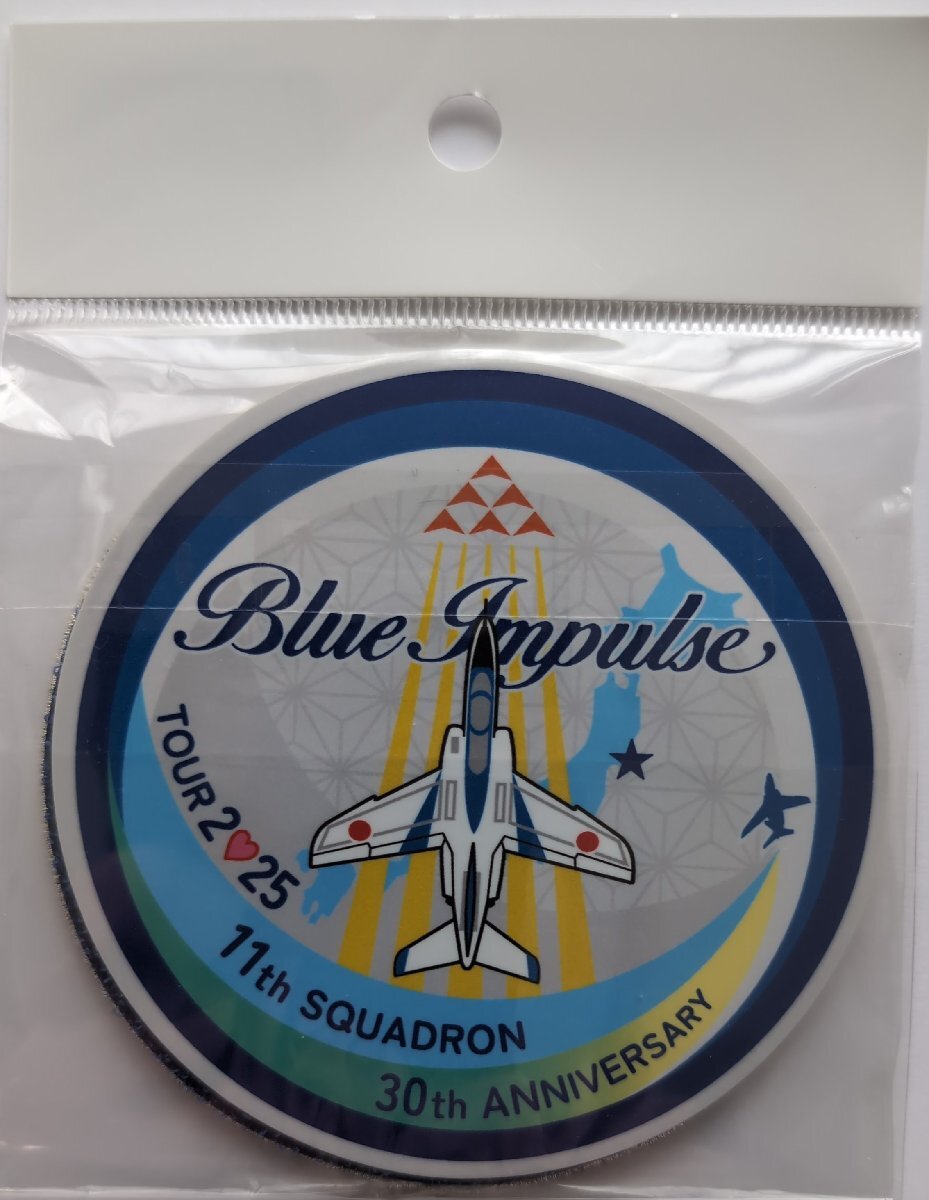 Blue Impulse
TOUR 2♥25
11th SQUADRON
30th ANNIVERSARY